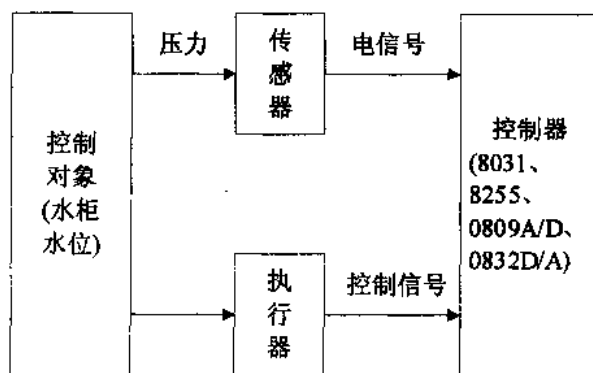 控制
对象
(水柜
水位)
压力
传
感
器
电信号
执
行
器
控制信号
控制器
(8031、
8255、
0809A/D、
0832D/A)